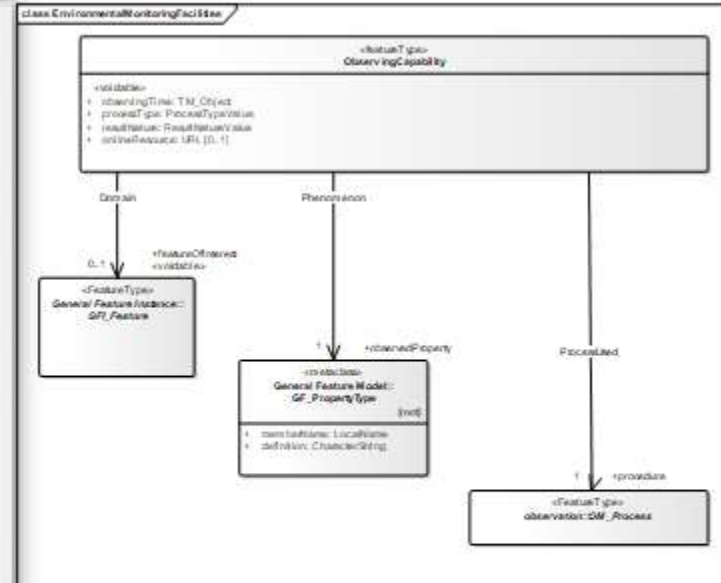 class EnvironmentalMonitoringFacilities
«featureType»
ObservingCapability
«voidable»
+ observingTime: TM_Object
+ processType: ProcessTypeValue
+ resultNature: ResultNatureValue
+ onlineResource: URL [0..1]
Domain
Phenomenon
+featureOfInterest
0..1
«voidable»
«FeatureType»
General Feature Instance::
GFI_Feature
ProcessUsed
1
+observedProperty
«metaclass»
General Feature Model::
GF_PropertyType
{root}
+ memberName: LocalName
+ definition: CharacterString
1
+procedure
«FeatureType»
observation::OM_Process